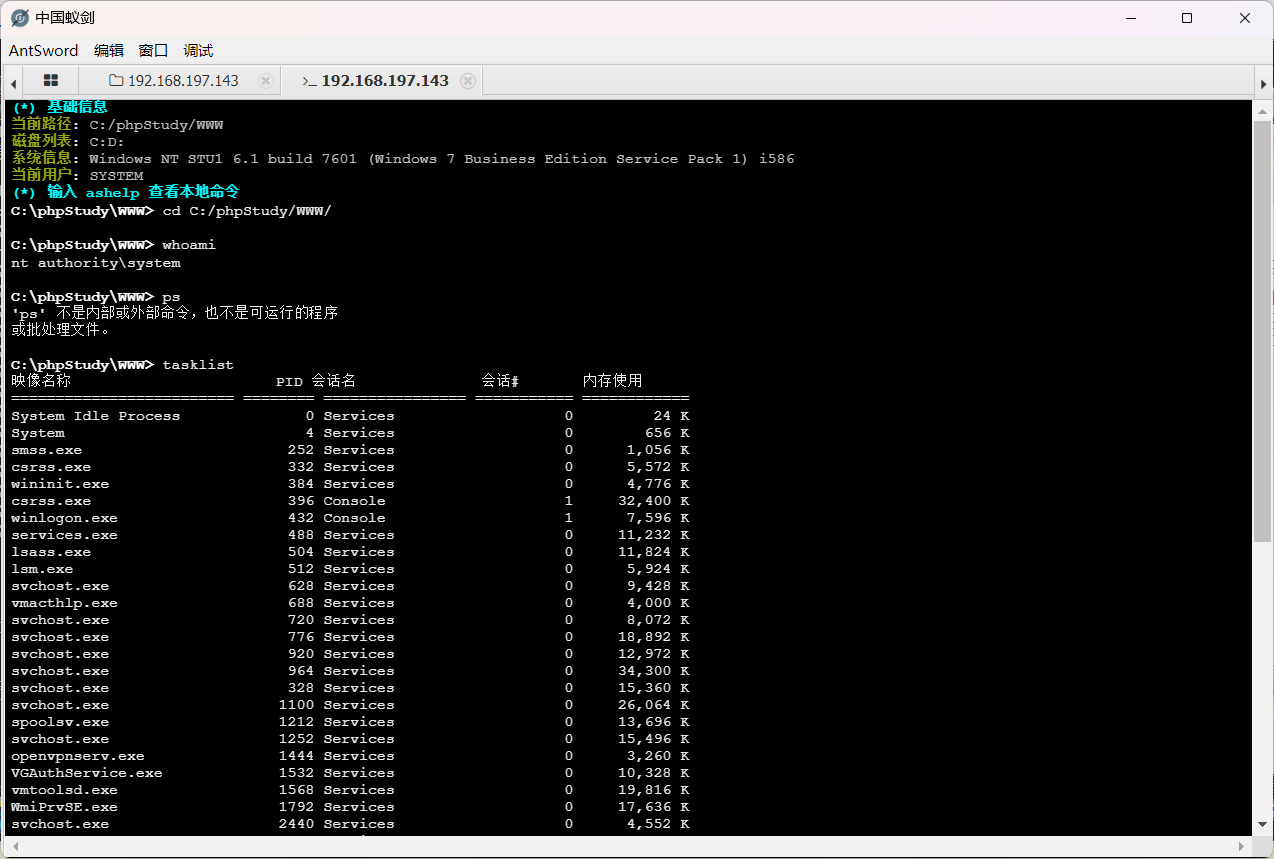 中国蚁剑
AntSword 编辑 窗口 调试
192.168.197.143 >_ 192.168.197.143
(*) 基础信息
当前路径: C:/phpStudy/WWW
磁盘列表: C:D:
系统信息: Windows NT STU1 6.1 build 7601 (Windows 7 Business Edition Service Pack 1) i586
当前用户: SYSTEM
(*) 输入 ashelp 查看本地命令
C:\phpStudy\WWW> cd C:/phpStudy/WWW/
C:\phpStudy\WWW> whoami
nt authority\system
C:\phpStudy\WWW> ps
'ps' 不是内部或外部命令，也不是可运行的程序
或批处理文件。
C:\phpStudy\WWW> tasklist
映像名称 PID 会话名 会话# 内存使用
========================= ======== ================ =========== ============
System Idle Process 0 Services 0 24 K
System 4 Services 0 656 K
smss.exe 252 Services 0 1,056 K
csrss.exe 332 Services 0 5,572 K
wininit.exe 384 Services 0 4,776 K
csrss.exe 396 Console 1 32,400 K
winlogon.exe 432 Console 1 7,596 K
services.exe 488 Services 0 11,232 K
lsass.exe 504 Services 0 11,824 K
lsm.exe 512 Services 0 5,924 K
svchost.exe 628 Services 0 9,428 K
vmacthlp.exe 688 Services 0 4,000 K
svchost.exe 720 Services 0 8,072 K
svchost.exe 776 Services 0 18,892 K
svchost.exe 920 Services 0 12,972 K
svchost.exe 964 Services 0 34,300 K
svchost.exe 328 Services 0 15,360 K
svchost.exe 1100 Services 0 26,064 K
spoolsv.exe 1212 Services 0 13,696 K
svchost.exe 1252 Services 0 15,496 K
openvpnserv.exe 1444 Services 0 3,260 K
VGAuthService.exe 1532 Services 0 10,328 K
vmtoolsd.exe 1568 Services 0 19,816 K
WmiPrvSE.exe 1792 Services 0 17,636 K
svchost.exe 2440 Services 0 4,552 K